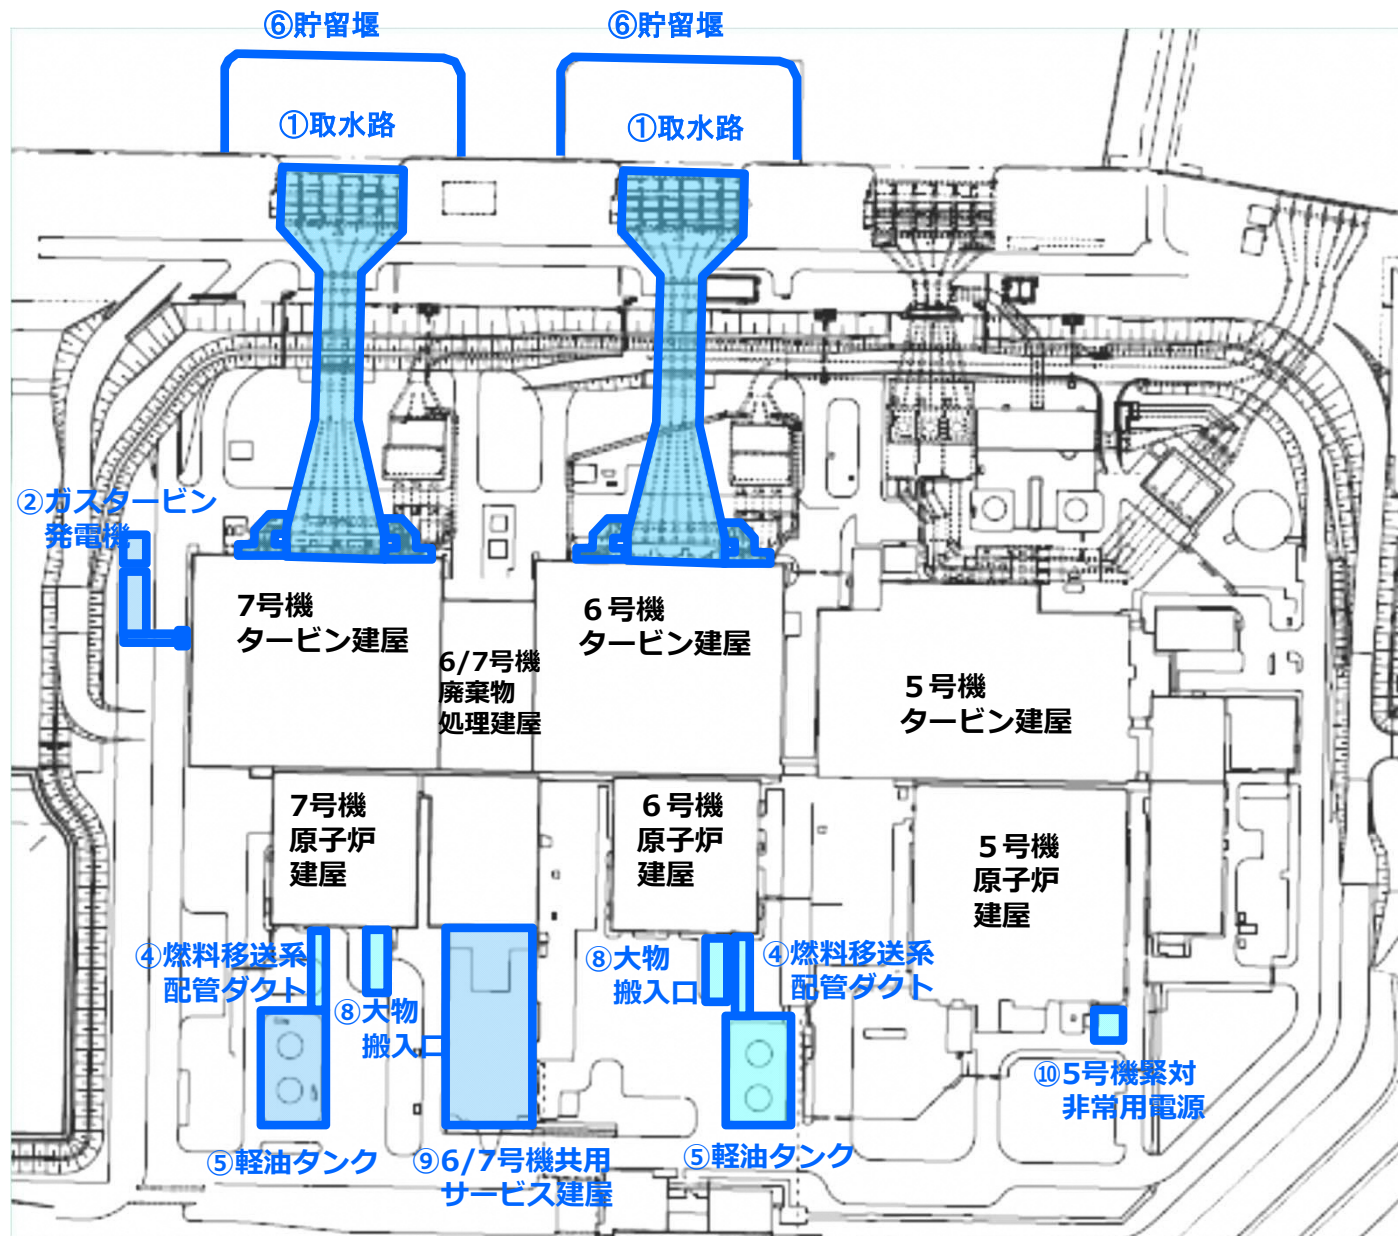 ⑥貯留堰
⑥貯留堰
①取水路
①取水路
②ガスタービン
発電機
7号機
タービン建屋
6/7号機
廃棄物
処理建屋
６号機
タービン建屋
５号機
タービン建屋
7号機
原子炉
建屋
６号機
原子炉
建屋
５号機
原子炉
建屋
④燃料移送系
配管ダクト
⑧大物
搬入口
⑧大物
搬入口
④燃料移送系
配管ダクト
⑩5号機緊対
非常用電源
⑤軽油タンク
⑨6/7号機共用
サービス建屋
⑤軽油タンク